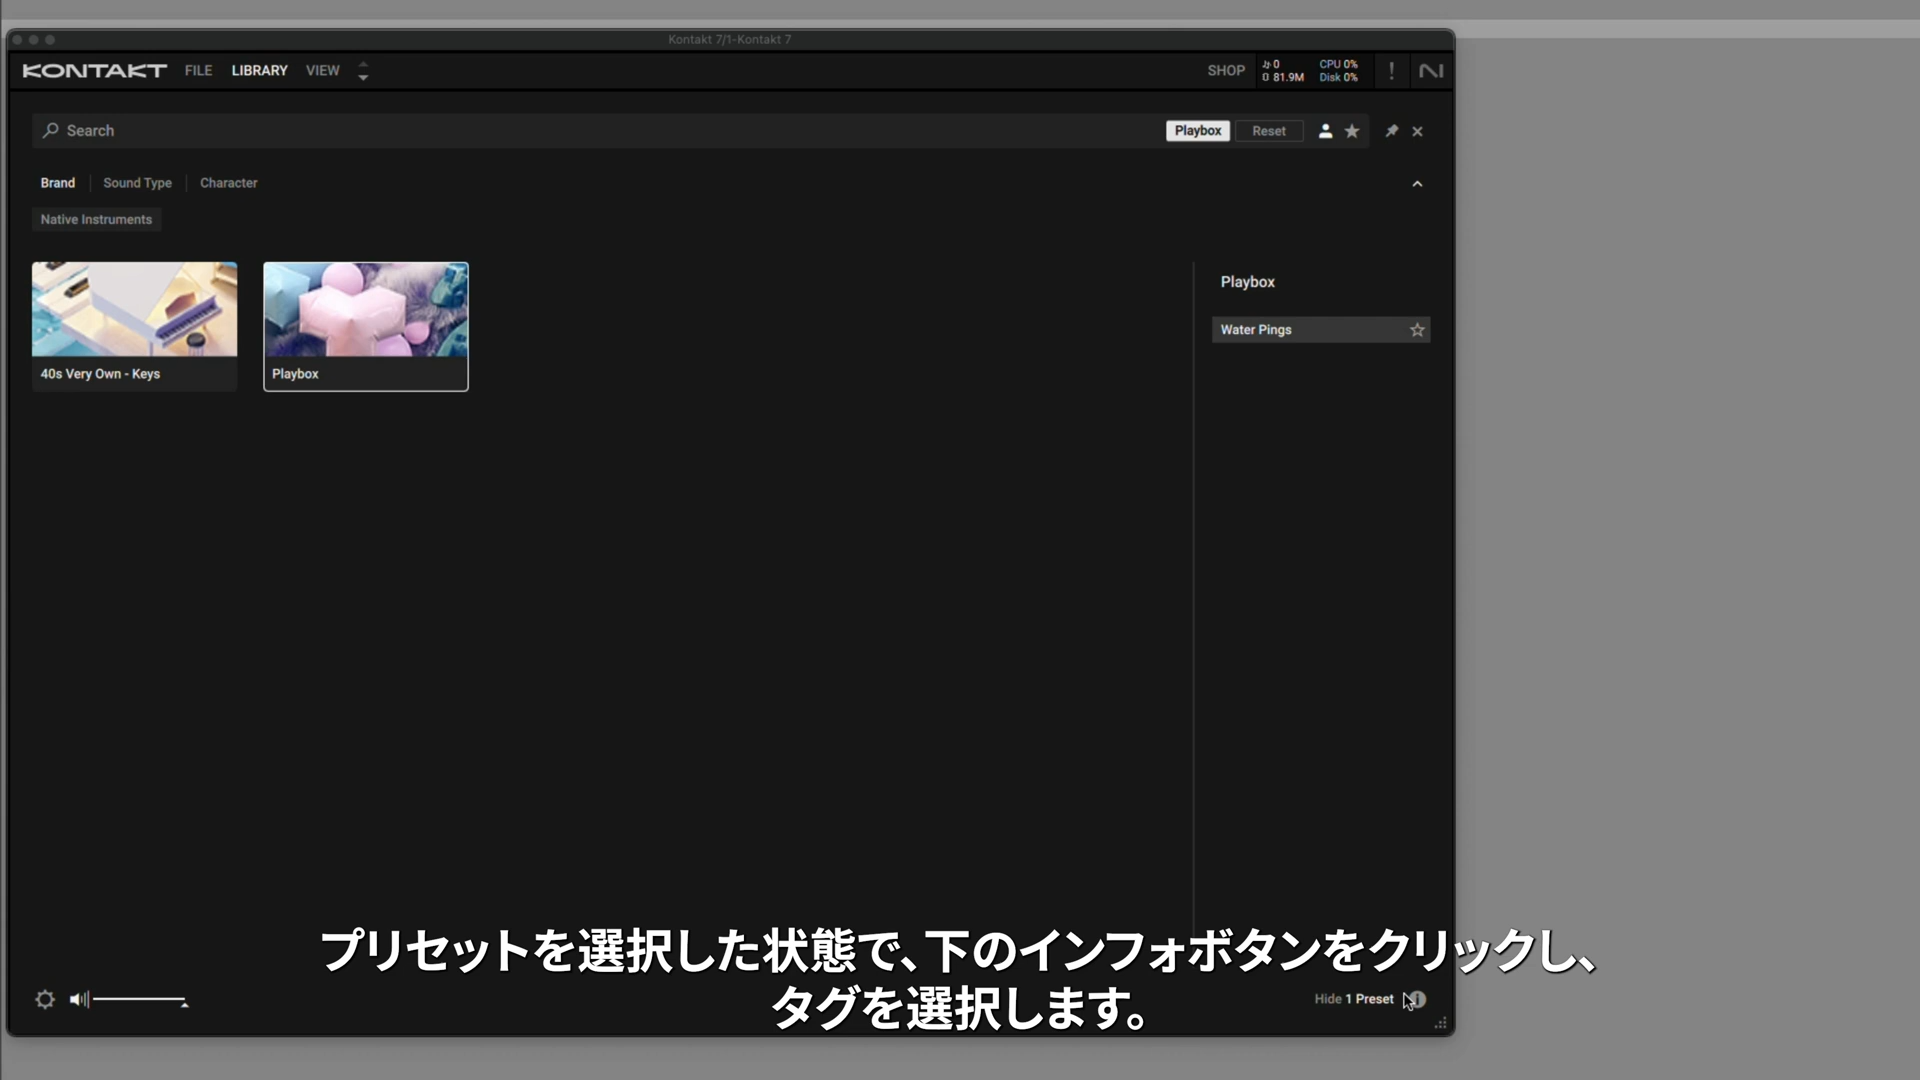 Kontakt 7/1-Kontakt 7
KONTAKT FILE LIBRARY VIEW SHOP 0 CPU 0%
81.9M Disk 0%
Search Playbox Reset
Brand Sound Type Character
Native Instruments
Playbox
Water Pings
40s Very Own - Keys Playbox
プリセットを選択した状態で、下のインフォボタンをクリックし、
タグを選択します。
Hide 1 Preset